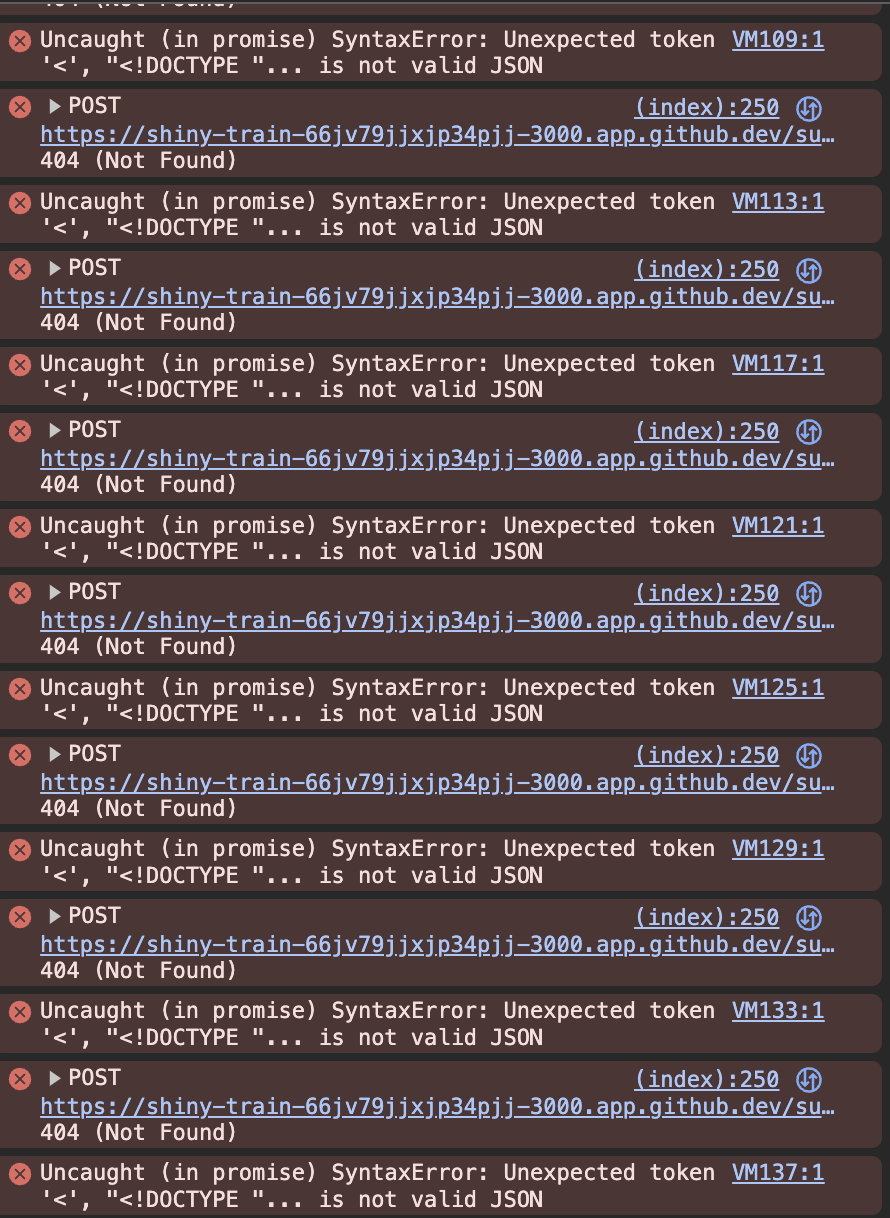 Uncaught (in promise) SyntaxError: Unexpected token VM109:1
'<', "<!DOCTYPE "... is not valid JSON
POST (index):250
https://shiny-train-66jv79jjxjp34pjj-3000.app.github.dev/su…
404 (Not Found)
Uncaught (in promise) SyntaxError: Unexpected token VM113:1
'<', "<!DOCTYPE "... is not valid JSON
POST (index):250
https://shiny-train-66jv79jjxjp34pjj-3000.app.github.dev/su…
404 (Not Found)
Uncaught (in promise) SyntaxError: Unexpected token VM117:1
'<', "<!DOCTYPE "... is not valid JSON
POST (index):250
https://shiny-train-66jv79jjxjp34pjj-3000.app.github.dev/su…
404 (Not Found)
Uncaught (in promise) SyntaxError: Unexpected token VM121:1
'<', "<!DOCTYPE "... is not valid JSON
POST (index):250
https://shiny-train-66jv79jjxjp34pjj-3000.app.github.dev/su…
404 (Not Found)
Uncaught (in promise) SyntaxError: Unexpected token VM125:1
'<', "<!DOCTYPE "... is not valid JSON
POST (index):250
https://shiny-train-66jv79jjxjp34pjj-3000.app.github.dev/su…
404 (Not Found)
Uncaught (in promise) SyntaxError: Unexpected token VM129:1
'<', "<!DOCTYPE "... is not valid JSON
POST (index):250
https://shiny-train-66jv79jjxjp34pjj-3000.app.github.dev/su…
404 (Not Found)
Uncaught (in promise) SyntaxError: Unexpected token VM133:1
'<', "<!DOCTYPE "... is not valid JSON
POST (index):250
https://shiny-train-66jv79jjxjp34pjj-3000.app.github.dev/su…
404 (Not Found)
Uncaught (in promise) SyntaxError: Unexpected token VM137:1
'<', "<!DOCTYPE "... is not valid JSON